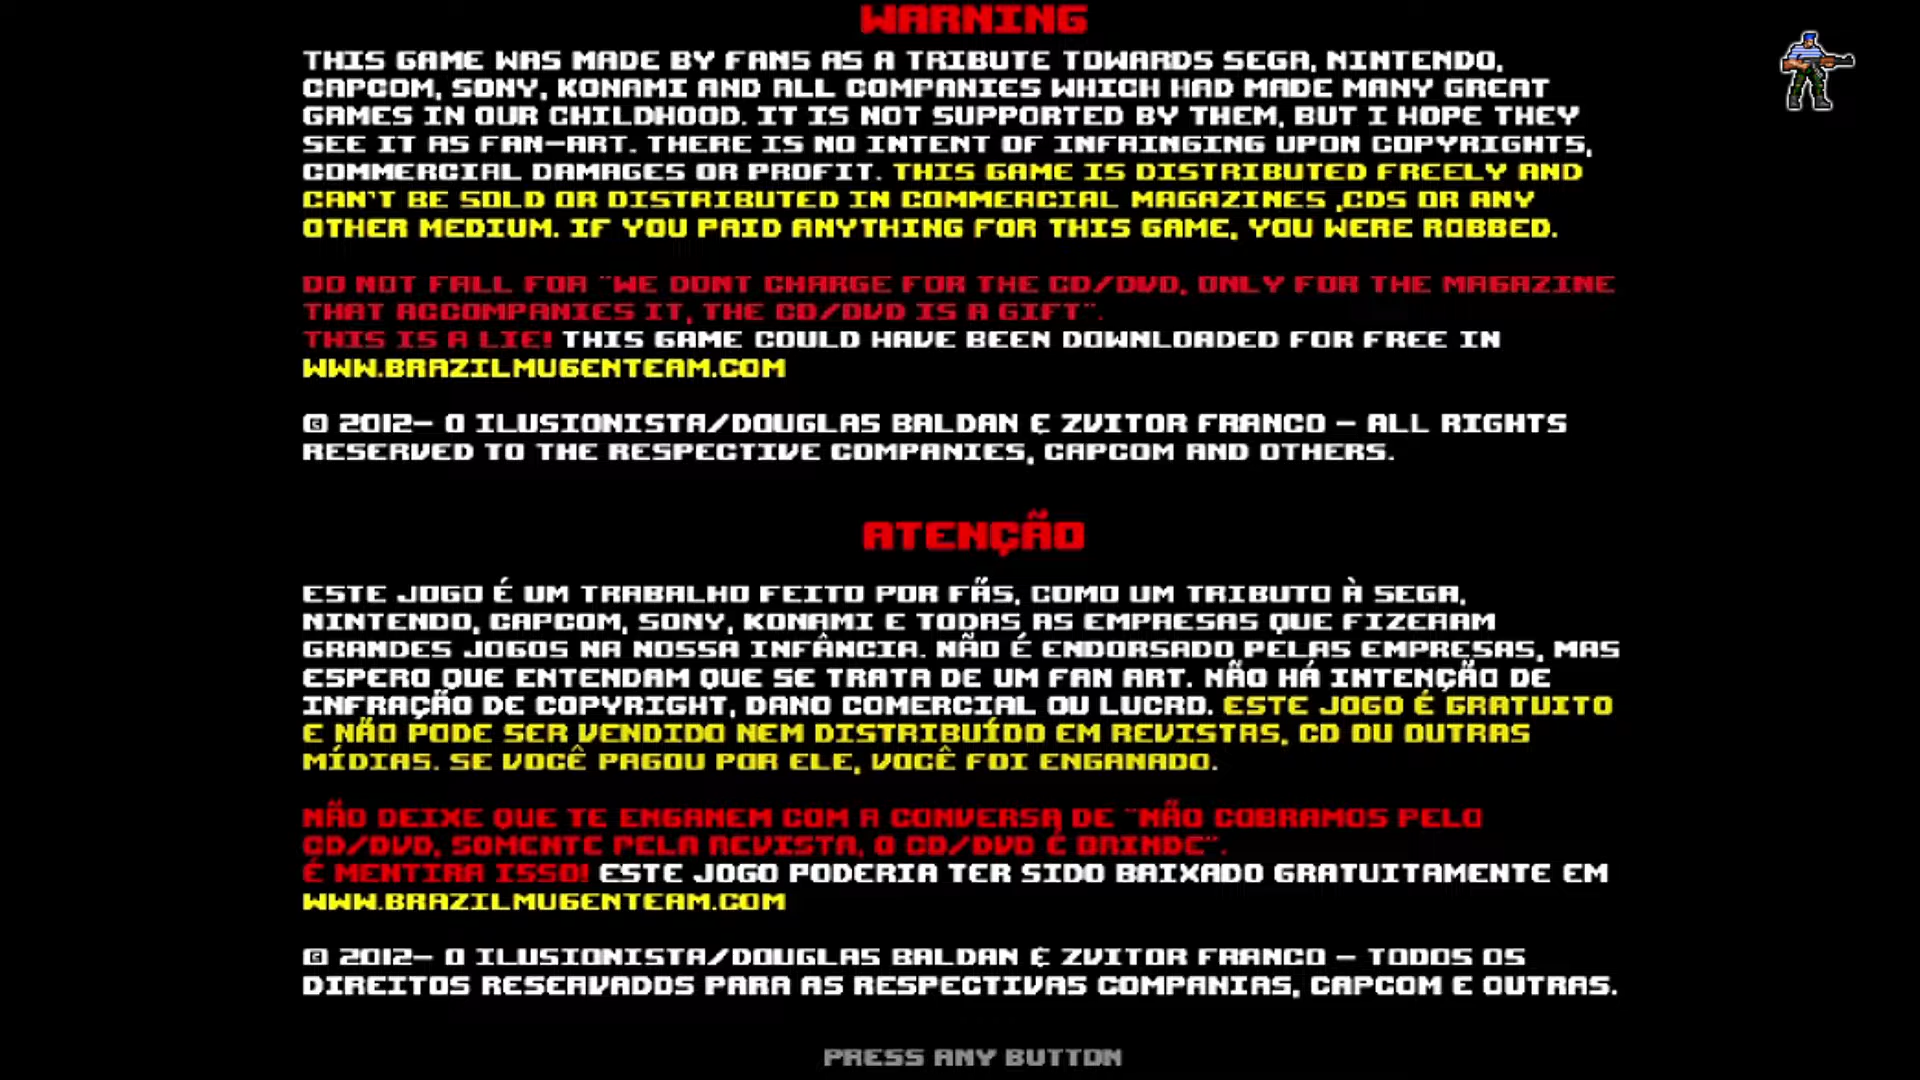 WARNING
THIS GAME WAS MADE BY FANS AS A TRIBUTE TOWARDS SEGA, NINTENDO,
CAPCOM, SONY, KONAMI AND ALL COMPANIES WHICH HAD MADE MANY GREAT
GAMES IN OUR CHILDHOOD. IT IS NOT SUPPORTED BY THEM, BUT I HOPE THEY
SEE IT AS FAN-ART. THERE IS NO INTENT OF INFRINGING UPON COPYRIGHTS,
COMMERCIAL DAMAGES OR PROFIT. THIS GAME IS DISTRIBUTED FREELY AND
CAN'T BE SOLD OR DISTRIBUTED IN COMMERCIAL MAGAZINES ,CDS OR ANY
OTHER MEDIUM. IF YOU PAID ANYTHING FOR THIS GAME, YOU WERE ROBBED.
DO NOT FALL FOR "WE DONT CHARGE FOR THE CD/DVD, ONLY FOR THE MAGAZINE
THAT ACCOMPANIES IT, THE CD/DVD IS A GIFT".
THIS IS A LIE! THIS GAME COULD HAVE BEEN DOWNLOADED FOR FREE IN
WWW.BRAZILMUGENTEAM.COM
© 2012- O ILUSIONISTA/DOUGLAS BALDAN & ZVITOR FRANCO - ALL RIGHTS
RESERVED TO THE RESPECTIVE COMPANIES, CAPCOM AND OTHERS.
ATENÇÃO
ESTE JOGO É UM TRABALHO FEITO POR FÃS, COMO UM TRIBUTO À SEGA,
NINTENDO, CAPCOM, SONY, KONAMI E TODAS AS EMPRESAS QUE FIZERAM
GRANDES JOGOS NA NOSSA INFÂNCIA. NÃO É ENDORSADO PELAS EMPRESAS, MAS
ESPERO QUE ENTENDAM QUE SE TRATA DE UM FAN ART. NÃO HÁ INTENÇÃO DE
INFRAÇÃO DE COPYRIGHT, DANO COMERCIAL OU LUCRO. ESTE JOGO É GRATUITO
E NÃO PODE SER VENDIDO NEM DISTRIBUÍDO EM REVISTAS, CD OU OUTRAS
MÍDIAS. SE VOCÊ PAGOU POR ELE, VOCÊ FOI ENGANADO.
NÃO DEIXE QUE TE ENGANEM COM A CONVERSA DE "NÃO COBRAMOS PELO
CD/DVD, SOMENTE PELA REVISTA, O CD/DVD É BRINDE".
É MENTIRA ISSO! ESTE JOGO PODERIA TER SIDO BAIXADO GRATUITAMENTE EM
WWW.BRAZILMUGENTEAM.COM
© 2012- O ILUSIONISTA/DOUGLAS BALDAN & ZVITOR FRANCO - TODOS OS
DIREITOS RESERVADOS PARA AS RESPECTIVAS COMPANIAS, CAPCOM E OUTRAS.
PRESS ANY BUTTON